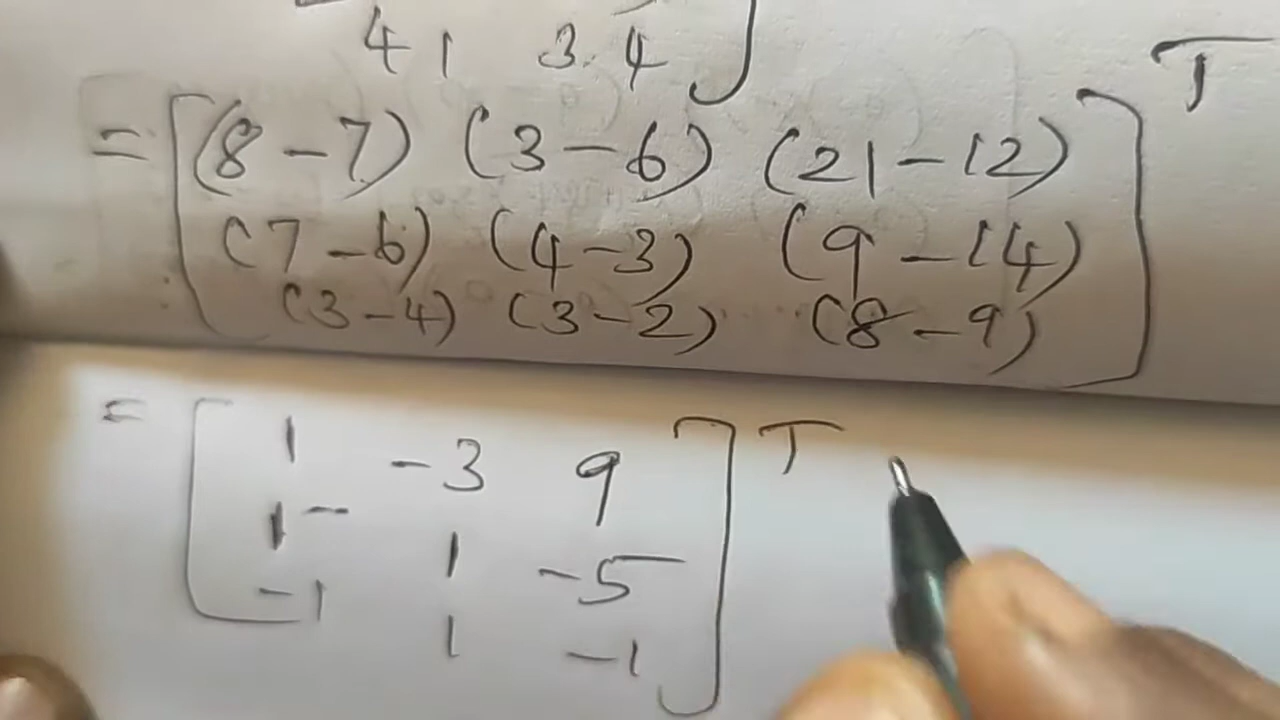 4 1 3 4 ]
= [ (8-7) (3-6) (21-12) ] T
(7-6) (4-3) (9-14)
(3-4) (3-2) (8-9)
= [ 1 -3 9 ] T
1 1 -5
-1 1 -1